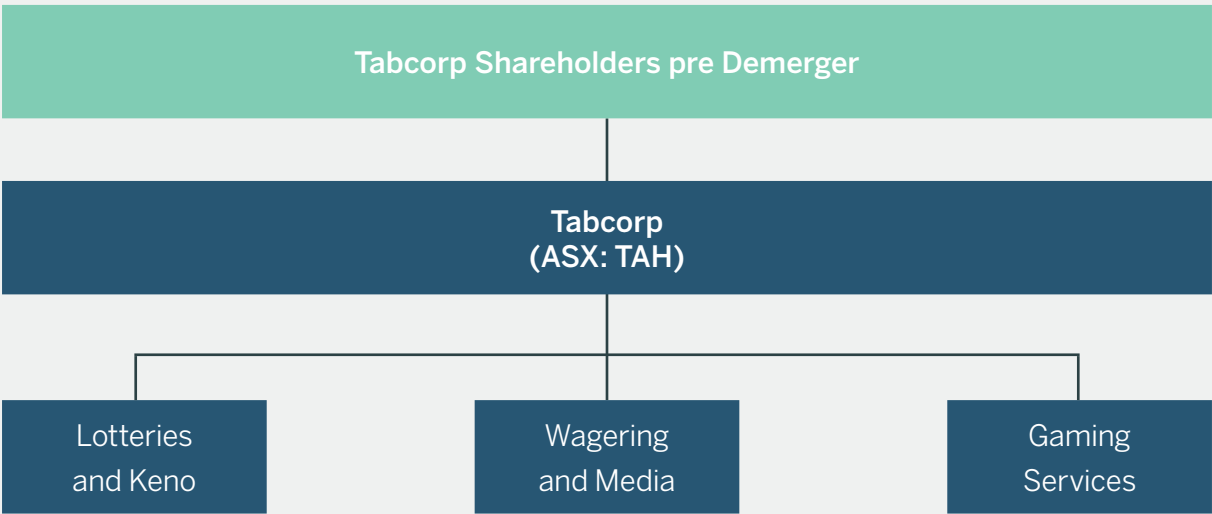 Tabcorp Shareholders pre Demerger
Tabcorp
(ASX: TAH)
Lotteries
and Keno
Wagering
and Media
Gaming
Services